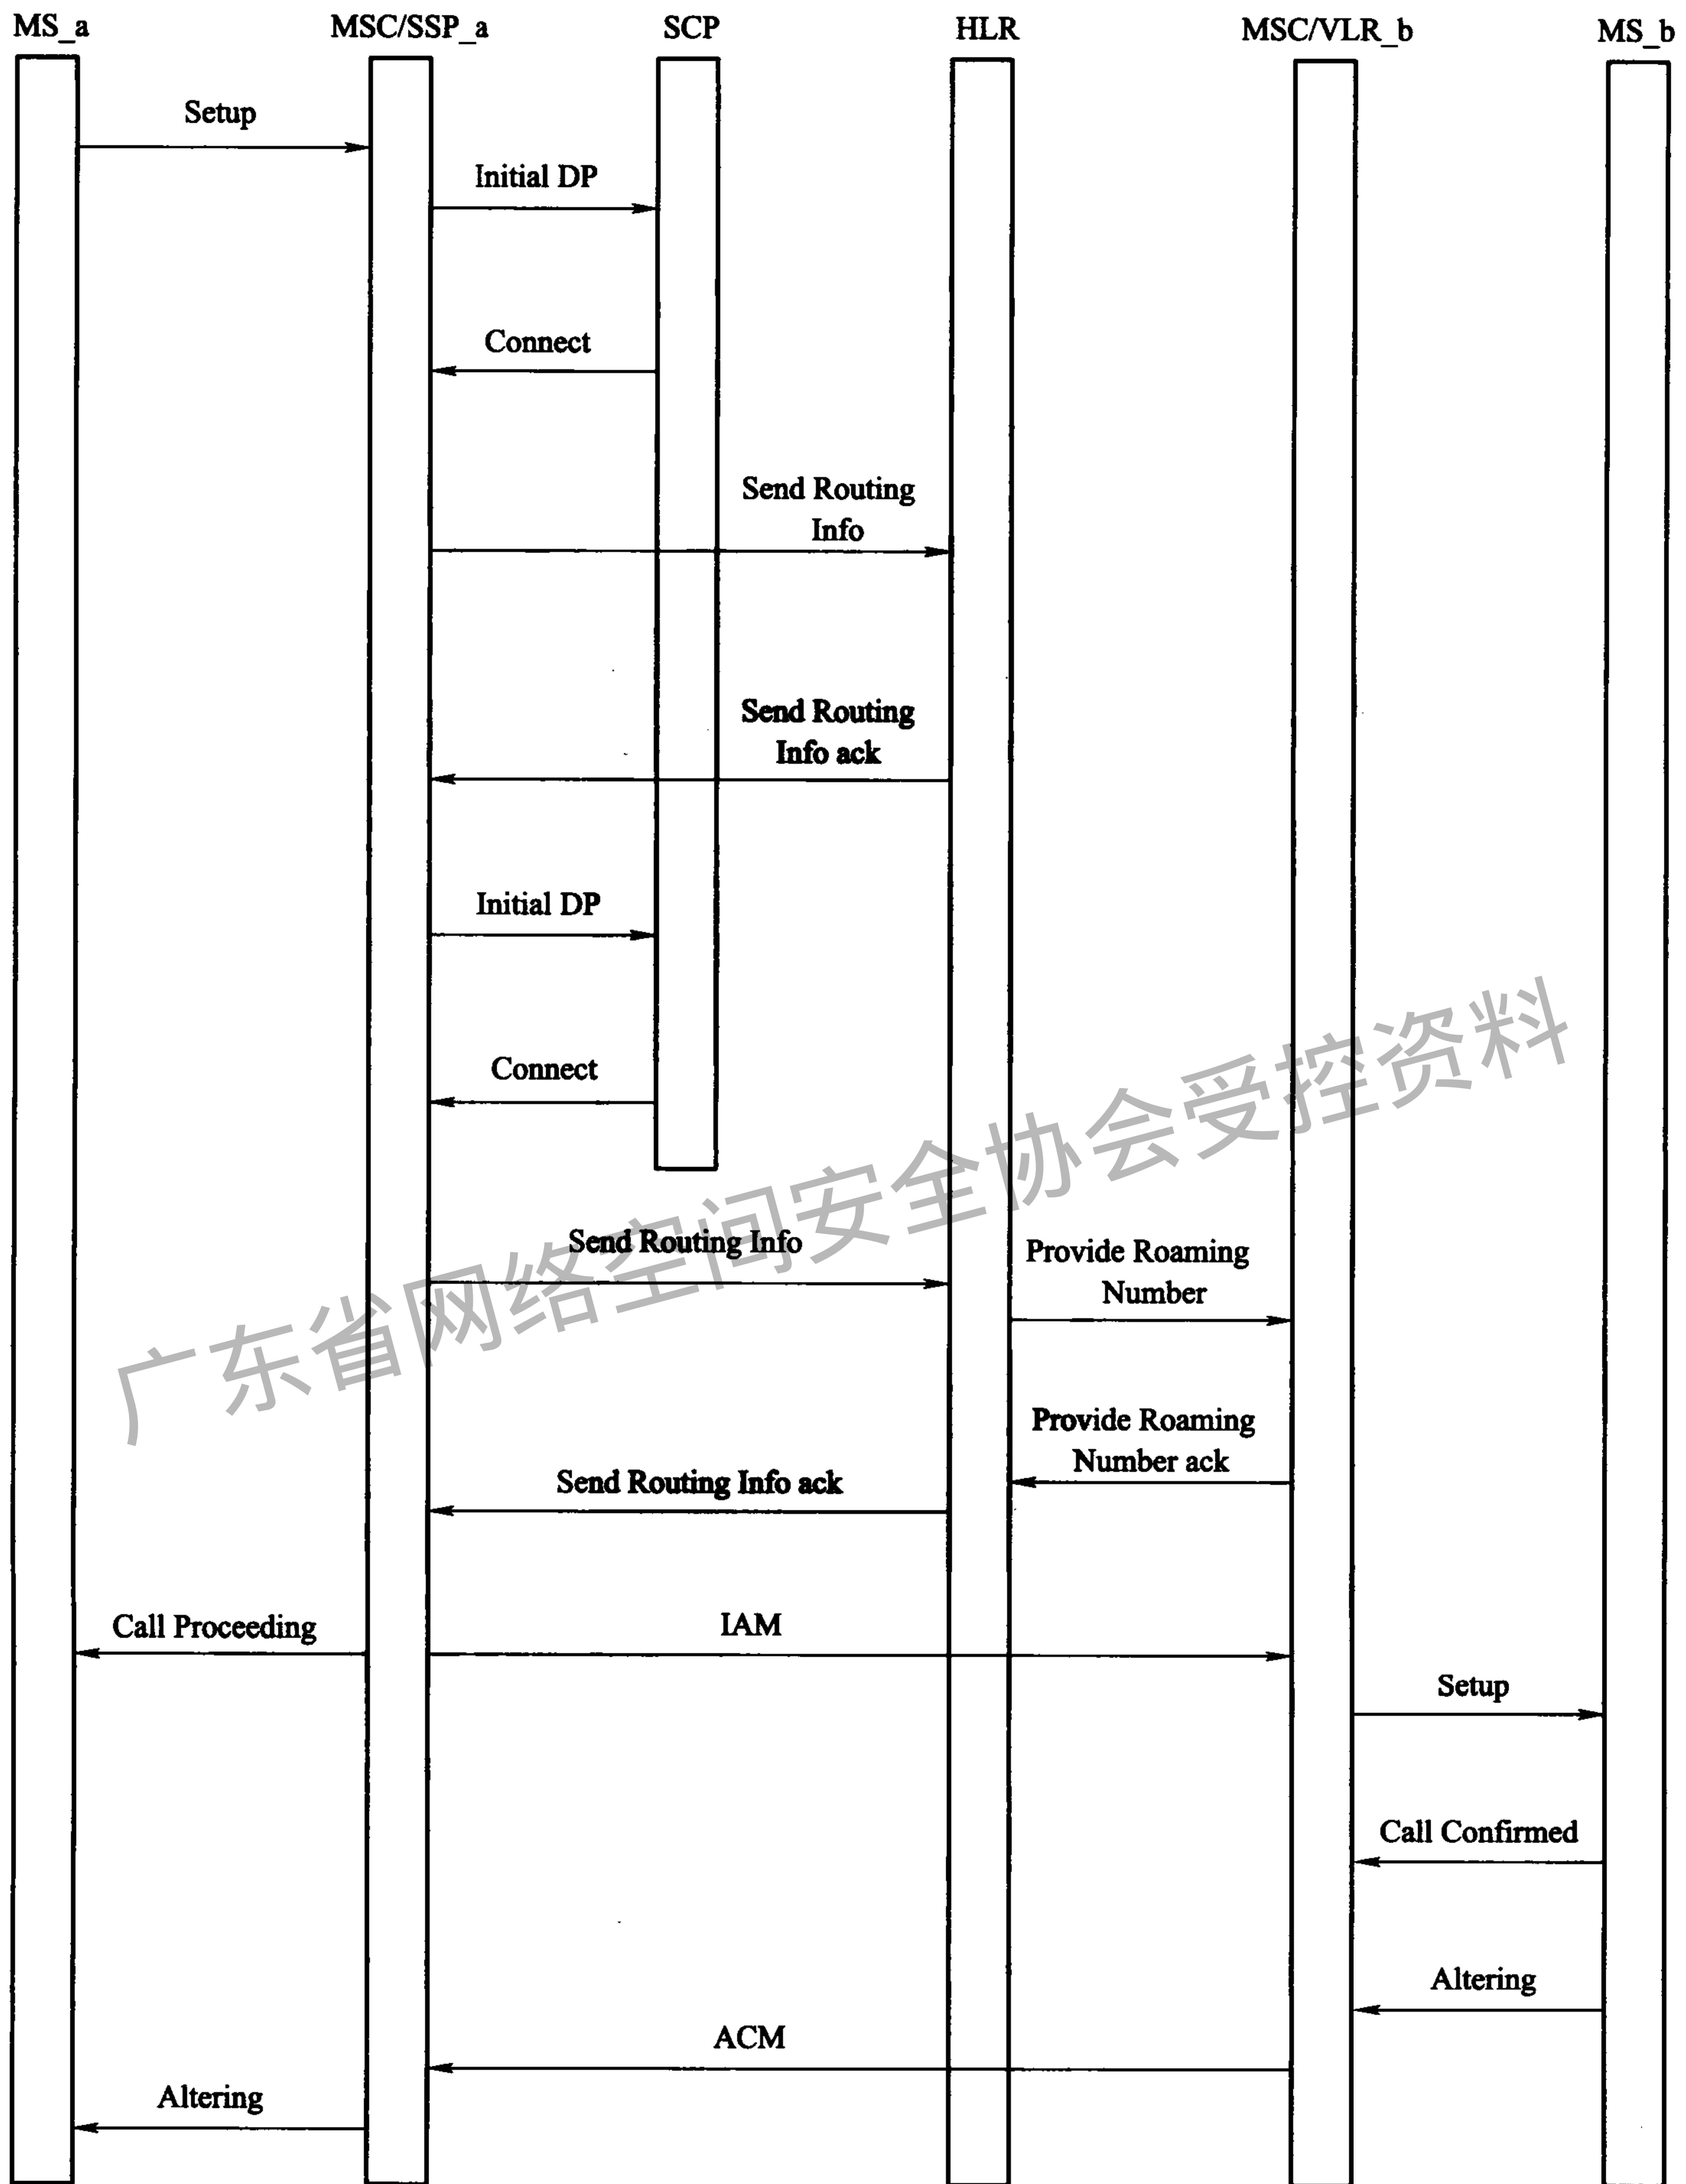 MS_a
MSC/SSP_a
SCP
HLR
MSC/VLR_b
MS_b
Setup
Initial DP
Connect
Send Routing
Info
Send Routing
Info ack
Initial DP
Connect
Send Routing Info
Provide Roaming
Number
Provide Roaming
Number ack
Send Routing Info ack
Call Proceeding
IAM
Setup
Call Confirmed
Altering
ACM
Altering
广东省网络空间安全协会受控资料